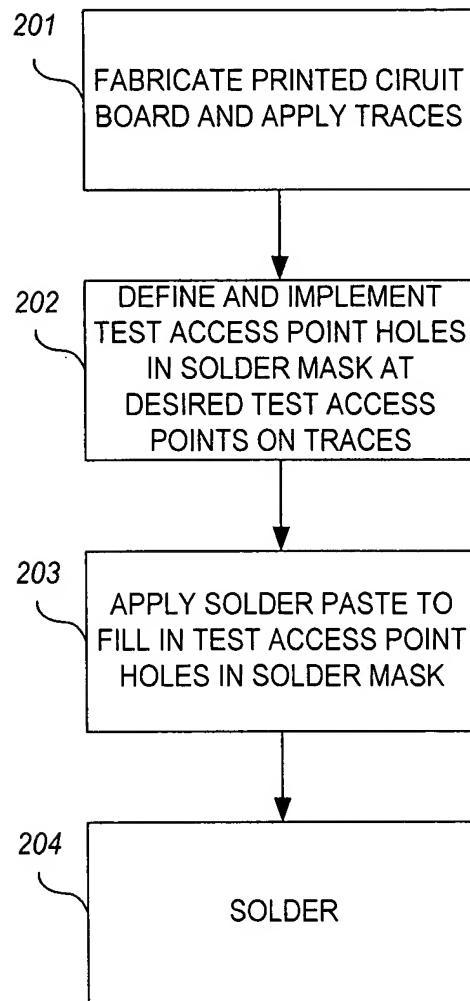 201
FABRICATE PRINTED CIRUIT
BOARD AND APPLY TRACES
202
DEFINE AND IMPLEMENT
TEST ACCESS POINT HOLES
IN SOLDER MASK AT
DESIRED TEST ACCESS
POINTS ON TRACES
203
APPLY SOLDER PASTE TO
FILL IN TEST ACCESS POINT
HOLES IN SOLDER MASK
204
SOLDER